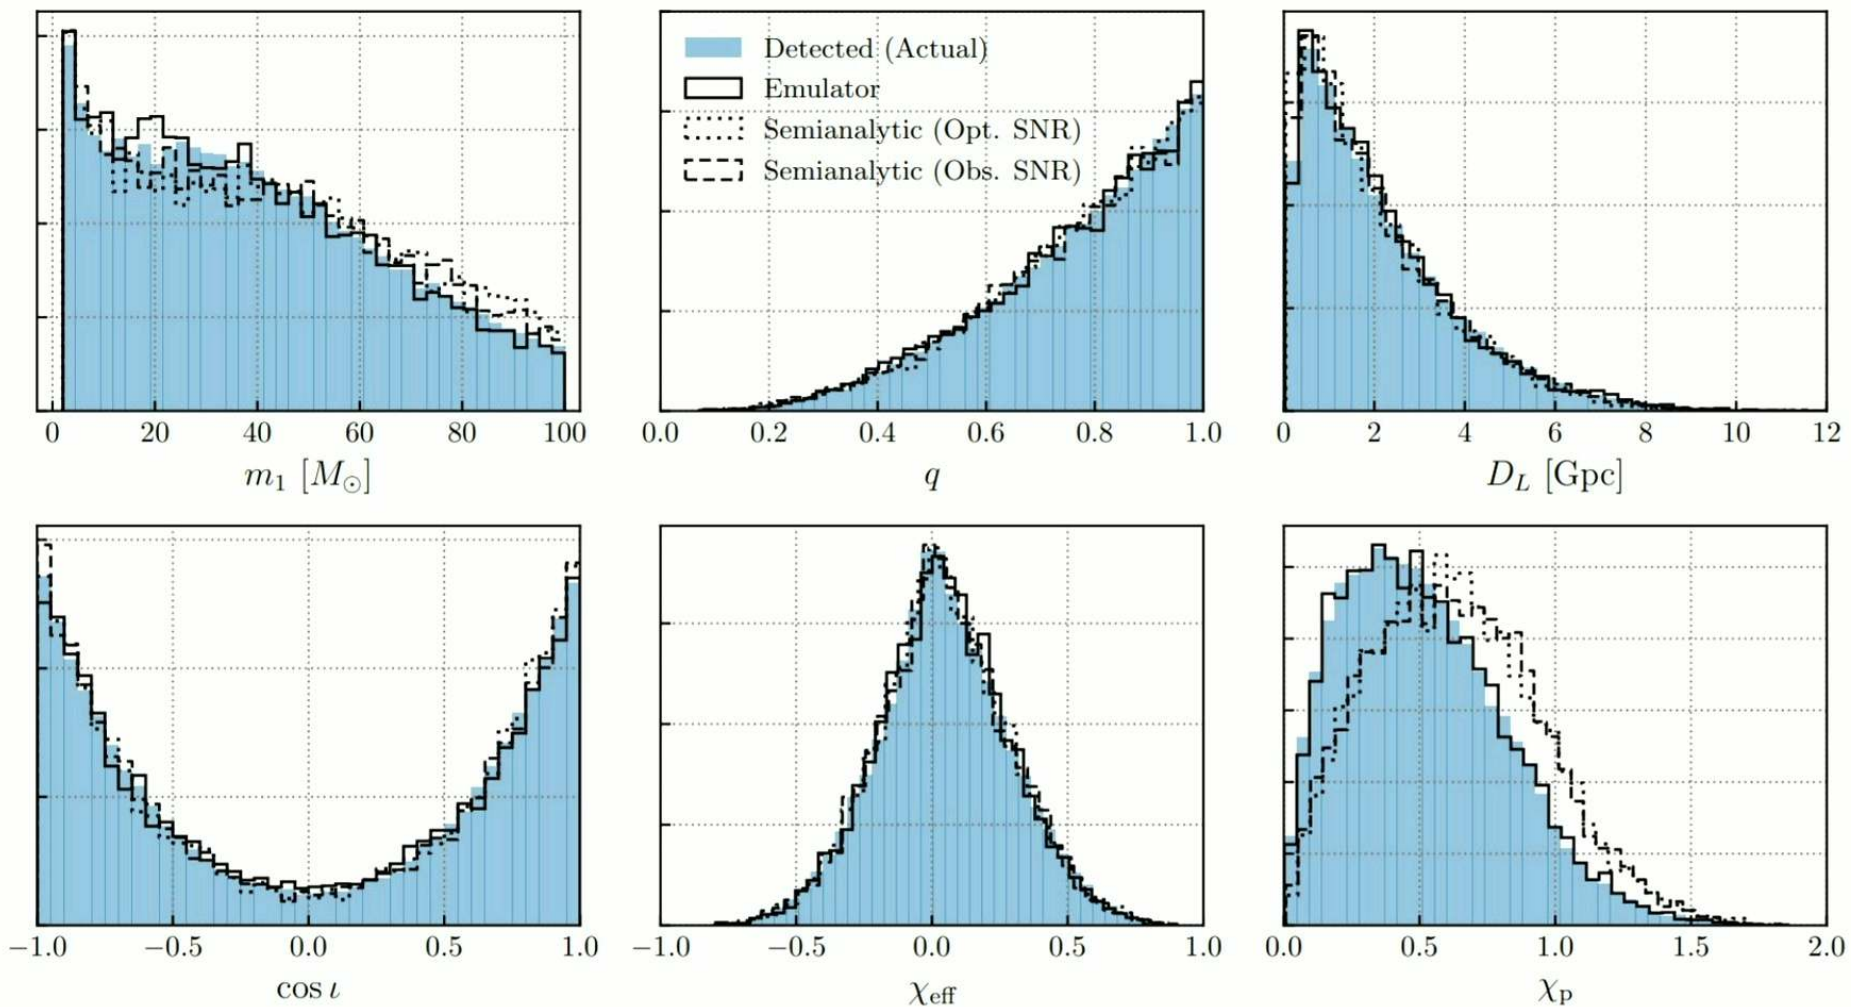 Detected (Actual)
Emulator
Semianalytic (Opt. SNR)
Semianalytic (Obs. SNR)
0 20 40 60 80 100
m₁ [M☉]
0.0 0.2 0.4 0.6 0.8 1.0
q
0 2 4 6 8 10 12
D_L [Gpc]
−1.0 −0.5 0.0 0.5 1.0
cos ι
−1.0 −0.5 0.0 0.5 1.0
χ_eff
0.0 0.5 1.0 1.5 2.0
χ_p